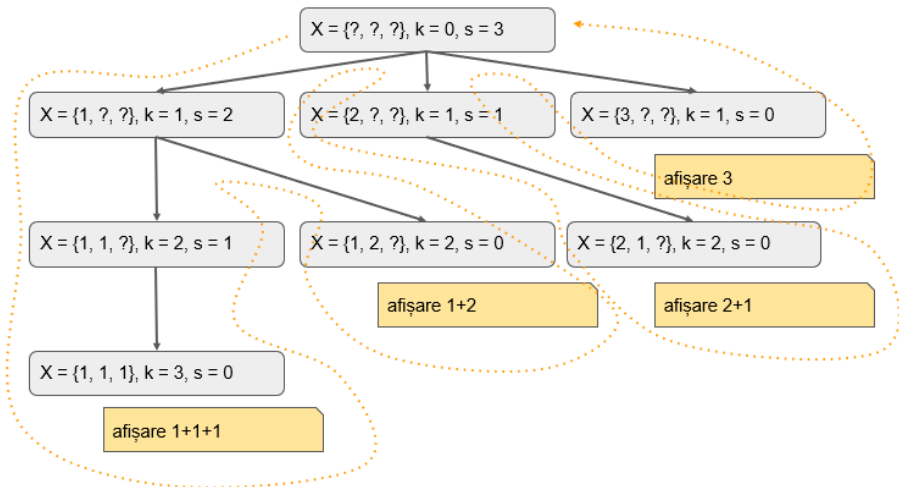 X = {?, ?, ?}, k = 0, s = 3
X = {1, ?, ?}, k = 1, s = 2
X = {2, ?, ?}, k = 1, s = 1
X = {3, ?, ?}, k = 1, s = 0
afișare 3
X = {1, 1, ?}, k = 2, s = 1
X = {1, 2, ?}, k = 2, s = 0
X = {2, 1, ?}, k = 2, s = 0
afișare 1+2
afișare 2+1
X = {1, 1, 1}, k = 3, s = 0
afișare 1+1+1